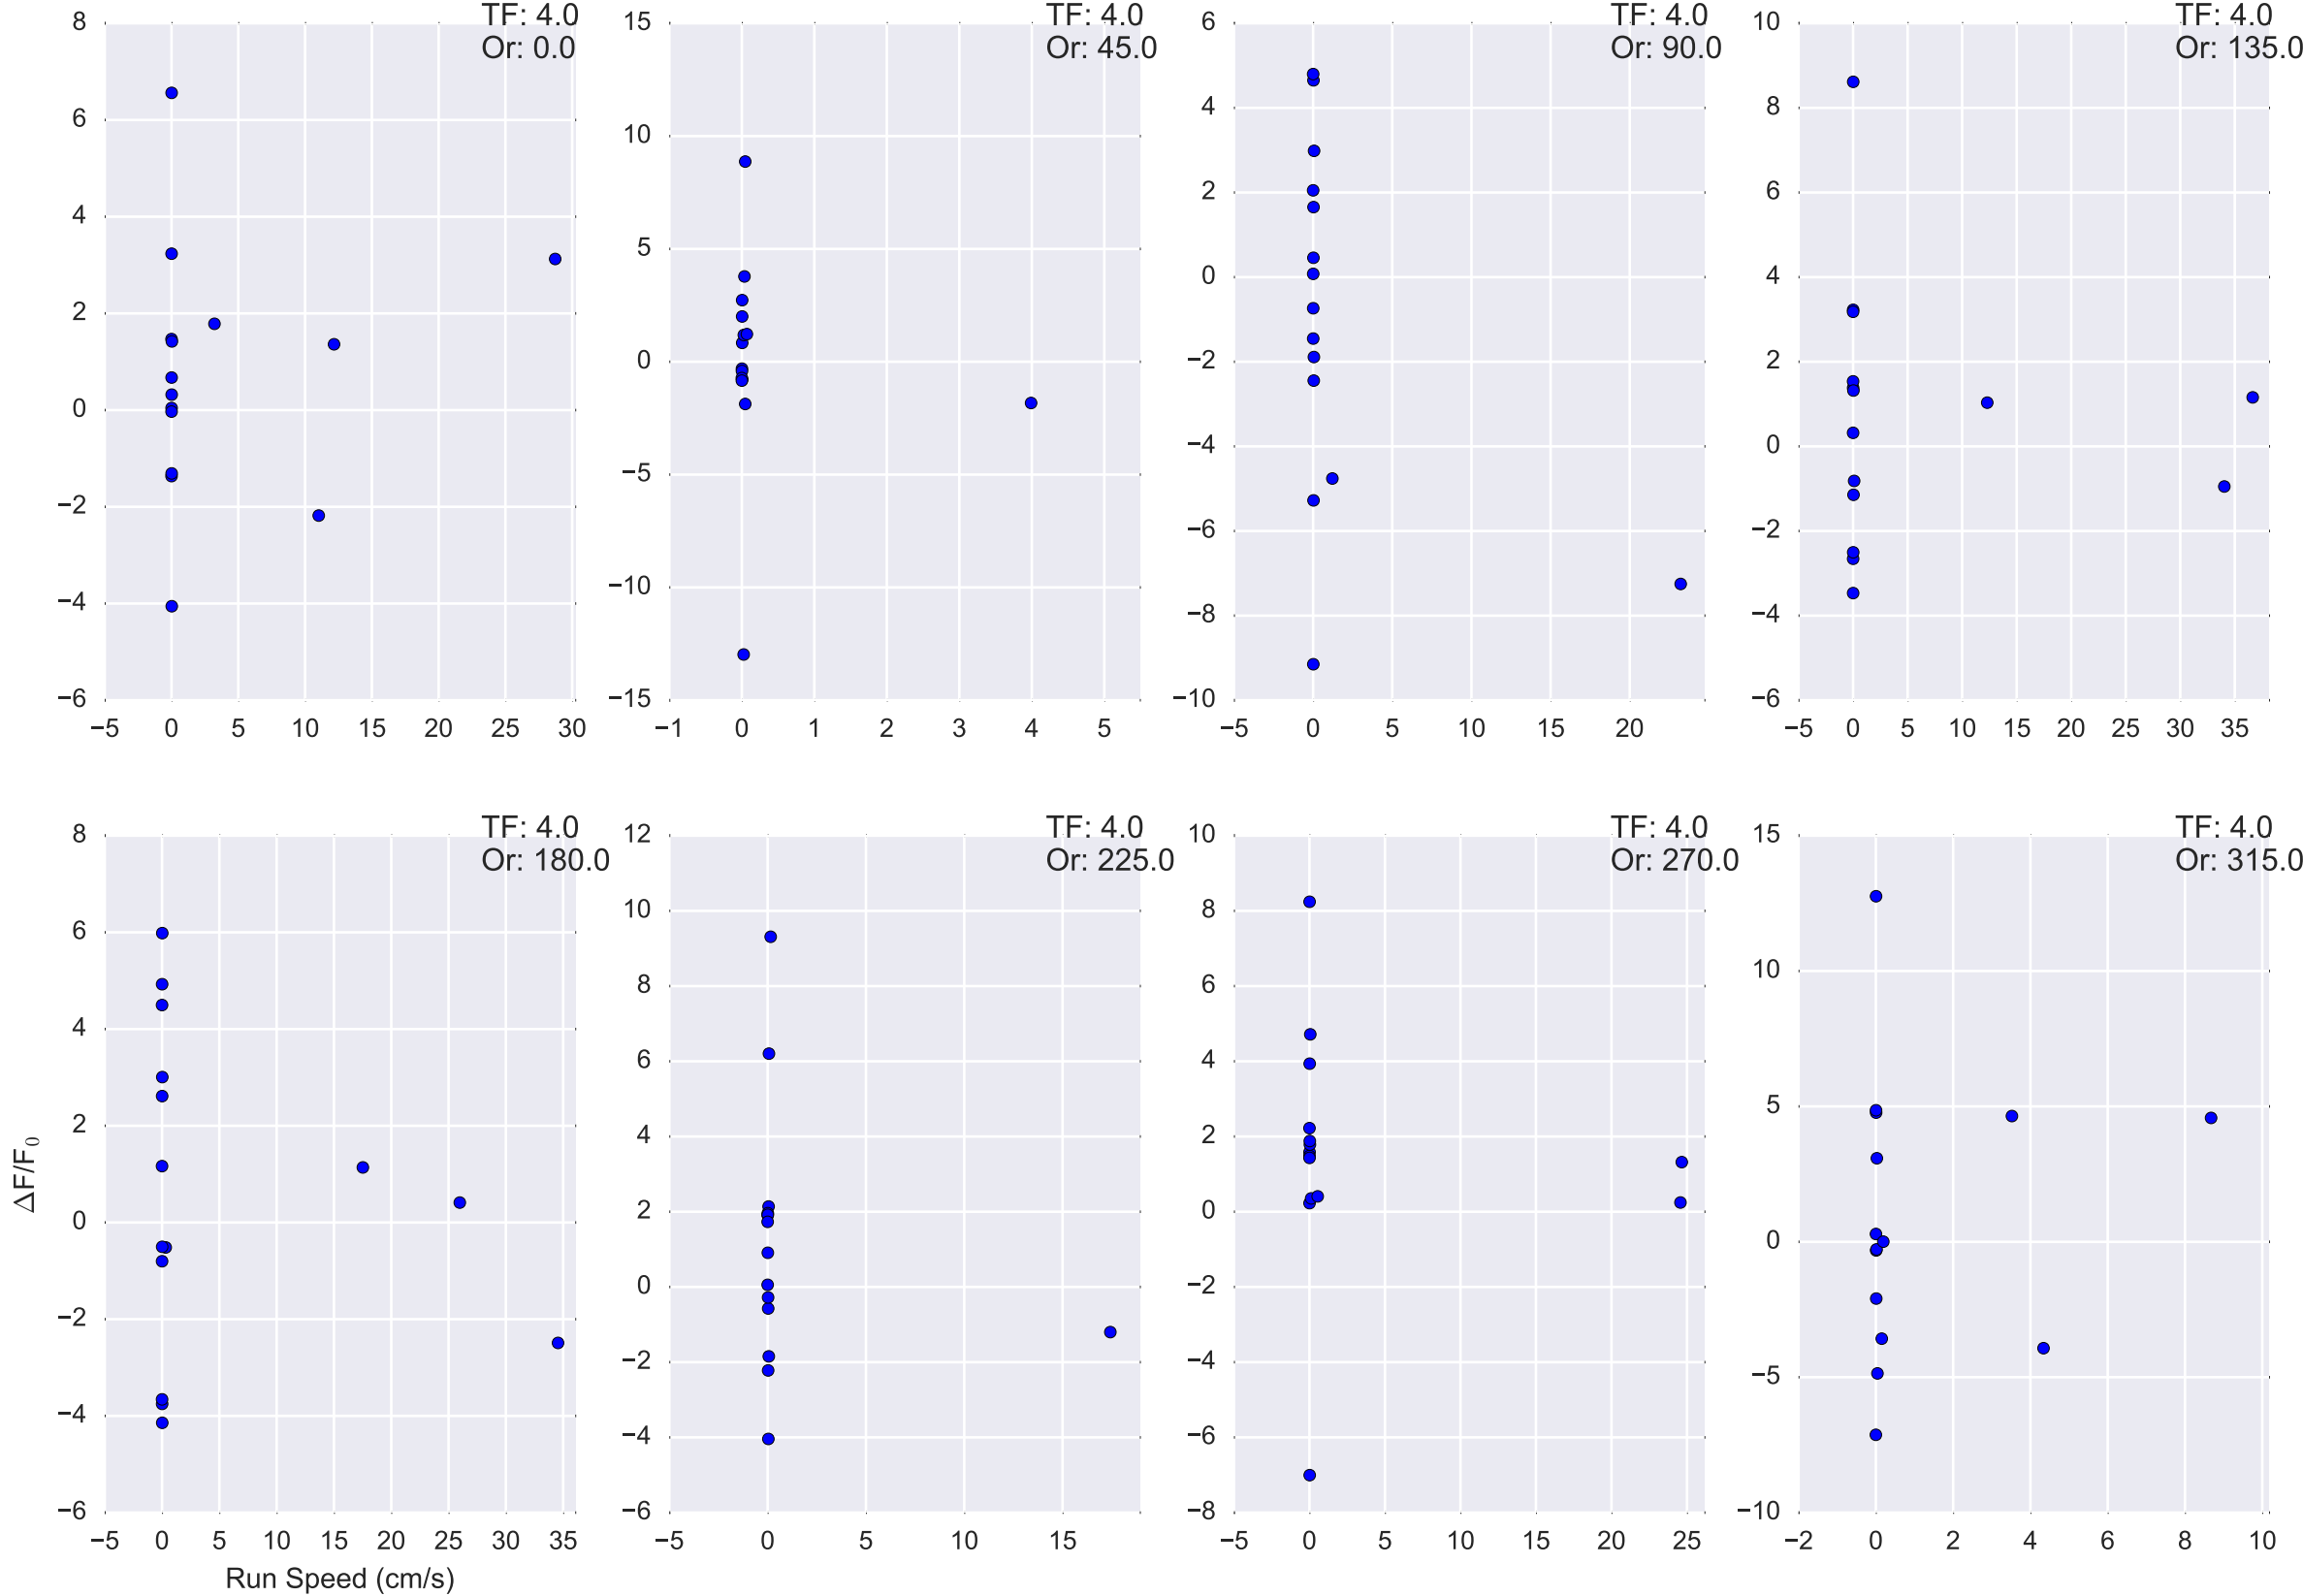 TF: 4.0
Or: 0.0
8
6
4
2
0
−2
−4
−6
−5 0 5 10 15 20 25 30
TF: 4.0
Or: 45.0
15
10
5
0
−5
−10
−15
−1 0 1 2 3 4 5
TF: 4.0
Or: 90.0
6
4
2
0
−2
−4
−6
−8
−10
−5 0 5 10 15 20
TF: 4.0
Or: 135.0
10
8
6
4
2
0
−2
−4
−6
−5 0 5 10 15 20 25 30 35
TF: 4.0
Or: 180.0
8
6
4
2
0
−2
−4
−6
−5 0 5 10 15 20 25 30 35
ΔF/F₀
Run Speed (cm/s)
TF: 4.0
Or: 225.0
12
10
8
6
4
2
0
−2
−4
−6
−5 0 5 10 15
TF: 4.0
Or: 270.0
10
8
6
4
2
0
−2
−4
−6
−8
−5 0 5 10 15 20 25
TF: 4.0
Or: 315.0
15
10
5
0
−5
−10
−2 0 2 4 6 8 10